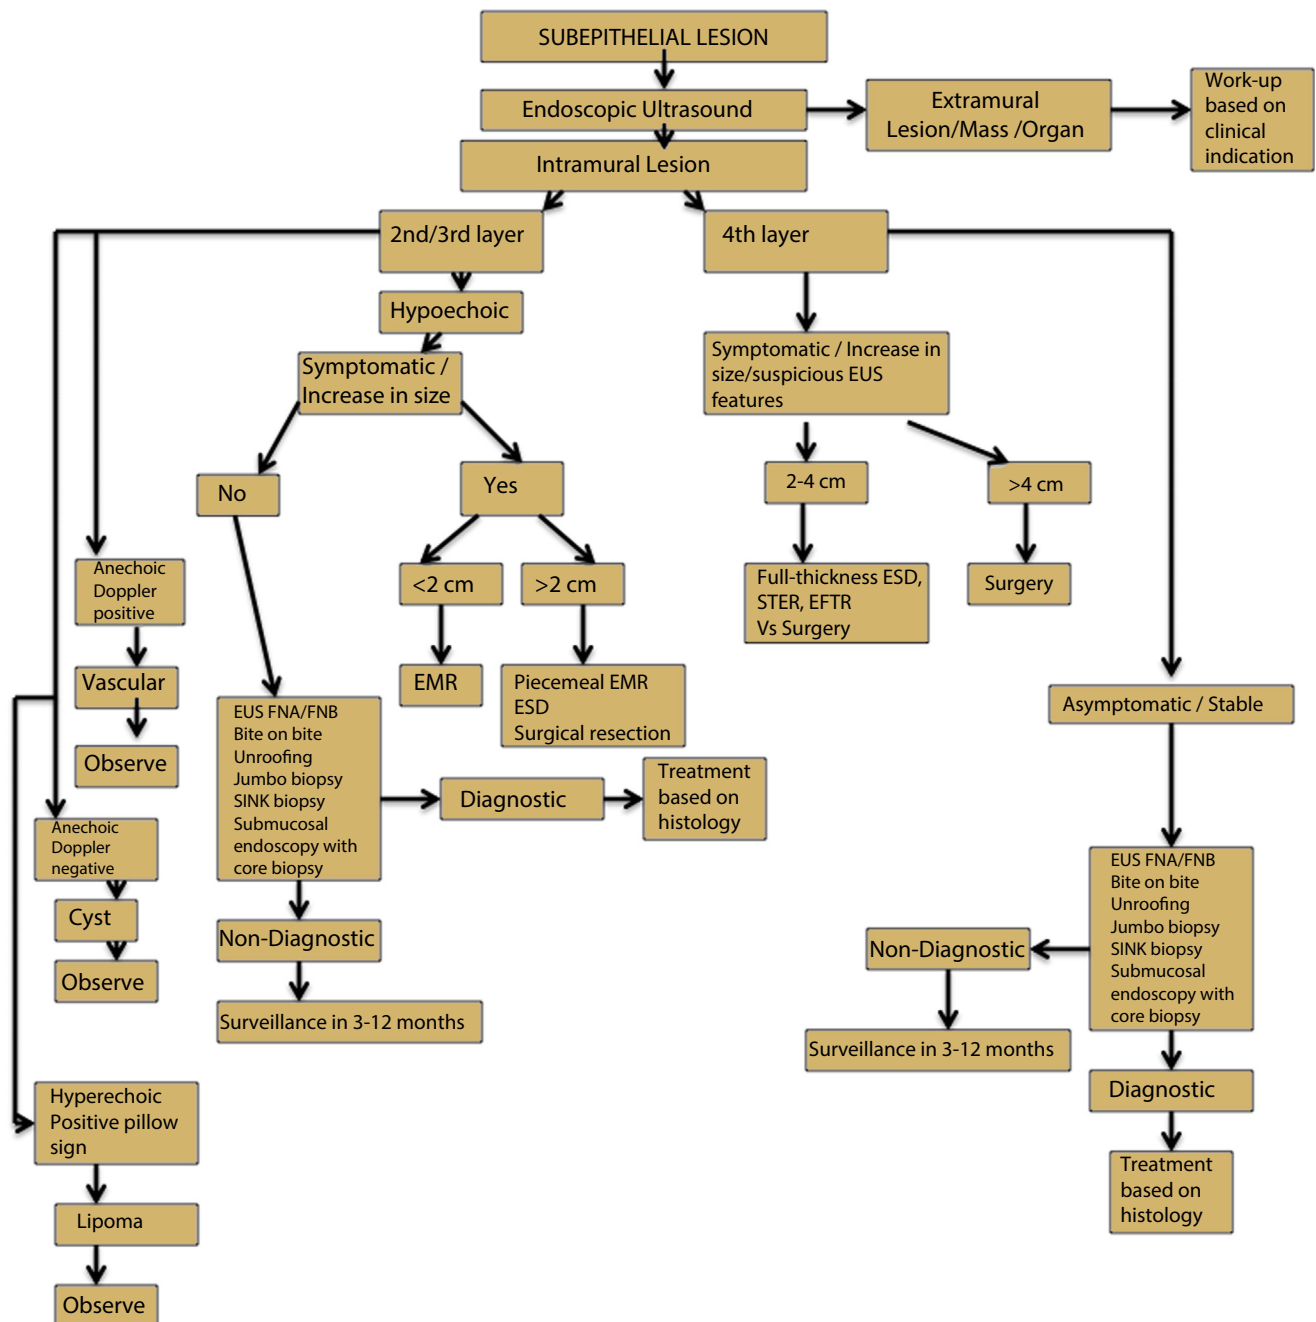 SUBEPITHELIAL LESION
Endoscopic Ultrasound
Extramural
Lesion/Mass /Organ
Work-up
based on
clinical
indication
Intramural Lesion
2nd/3rd layer
4th layer
Hypoechoic
Symptomatic /
Increase in size
Symptomatic / Increase in
size/suspicious EUS
features
No
Yes
2-4 cm
>4 cm
<2 cm
>2 cm
Full-thickness ESD,
STER, EFTR
Vs Surgery
Surgery
EMR
Piecemeal EMR
ESD
Surgical resection
Anechoic
Doppler
positive
Vascular
Observe
EUS FNA/FNB
Bite on bite
Unroofing
Jumbo biopsy
SINK biopsy
Submucosal
endoscopy with
core biopsy
Diagnostic
Treatment
based on
histology
Non-Diagnostic
Surveillance in 3-12 months
Anechoic
Doppler
negative
Cyst
Observe
Hyperechoic
Positive pillow
sign
Lipoma
Observe
Asymptomatic / Stable
EUS FNA/FNB
Bite on bite
Unroofing
Jumbo biopsy
SINK biopsy
Submucosal
endoscopy with
core biopsy
Non-Diagnostic
Surveillance in 3-12 months
Diagnostic
Treatment
based on
histology